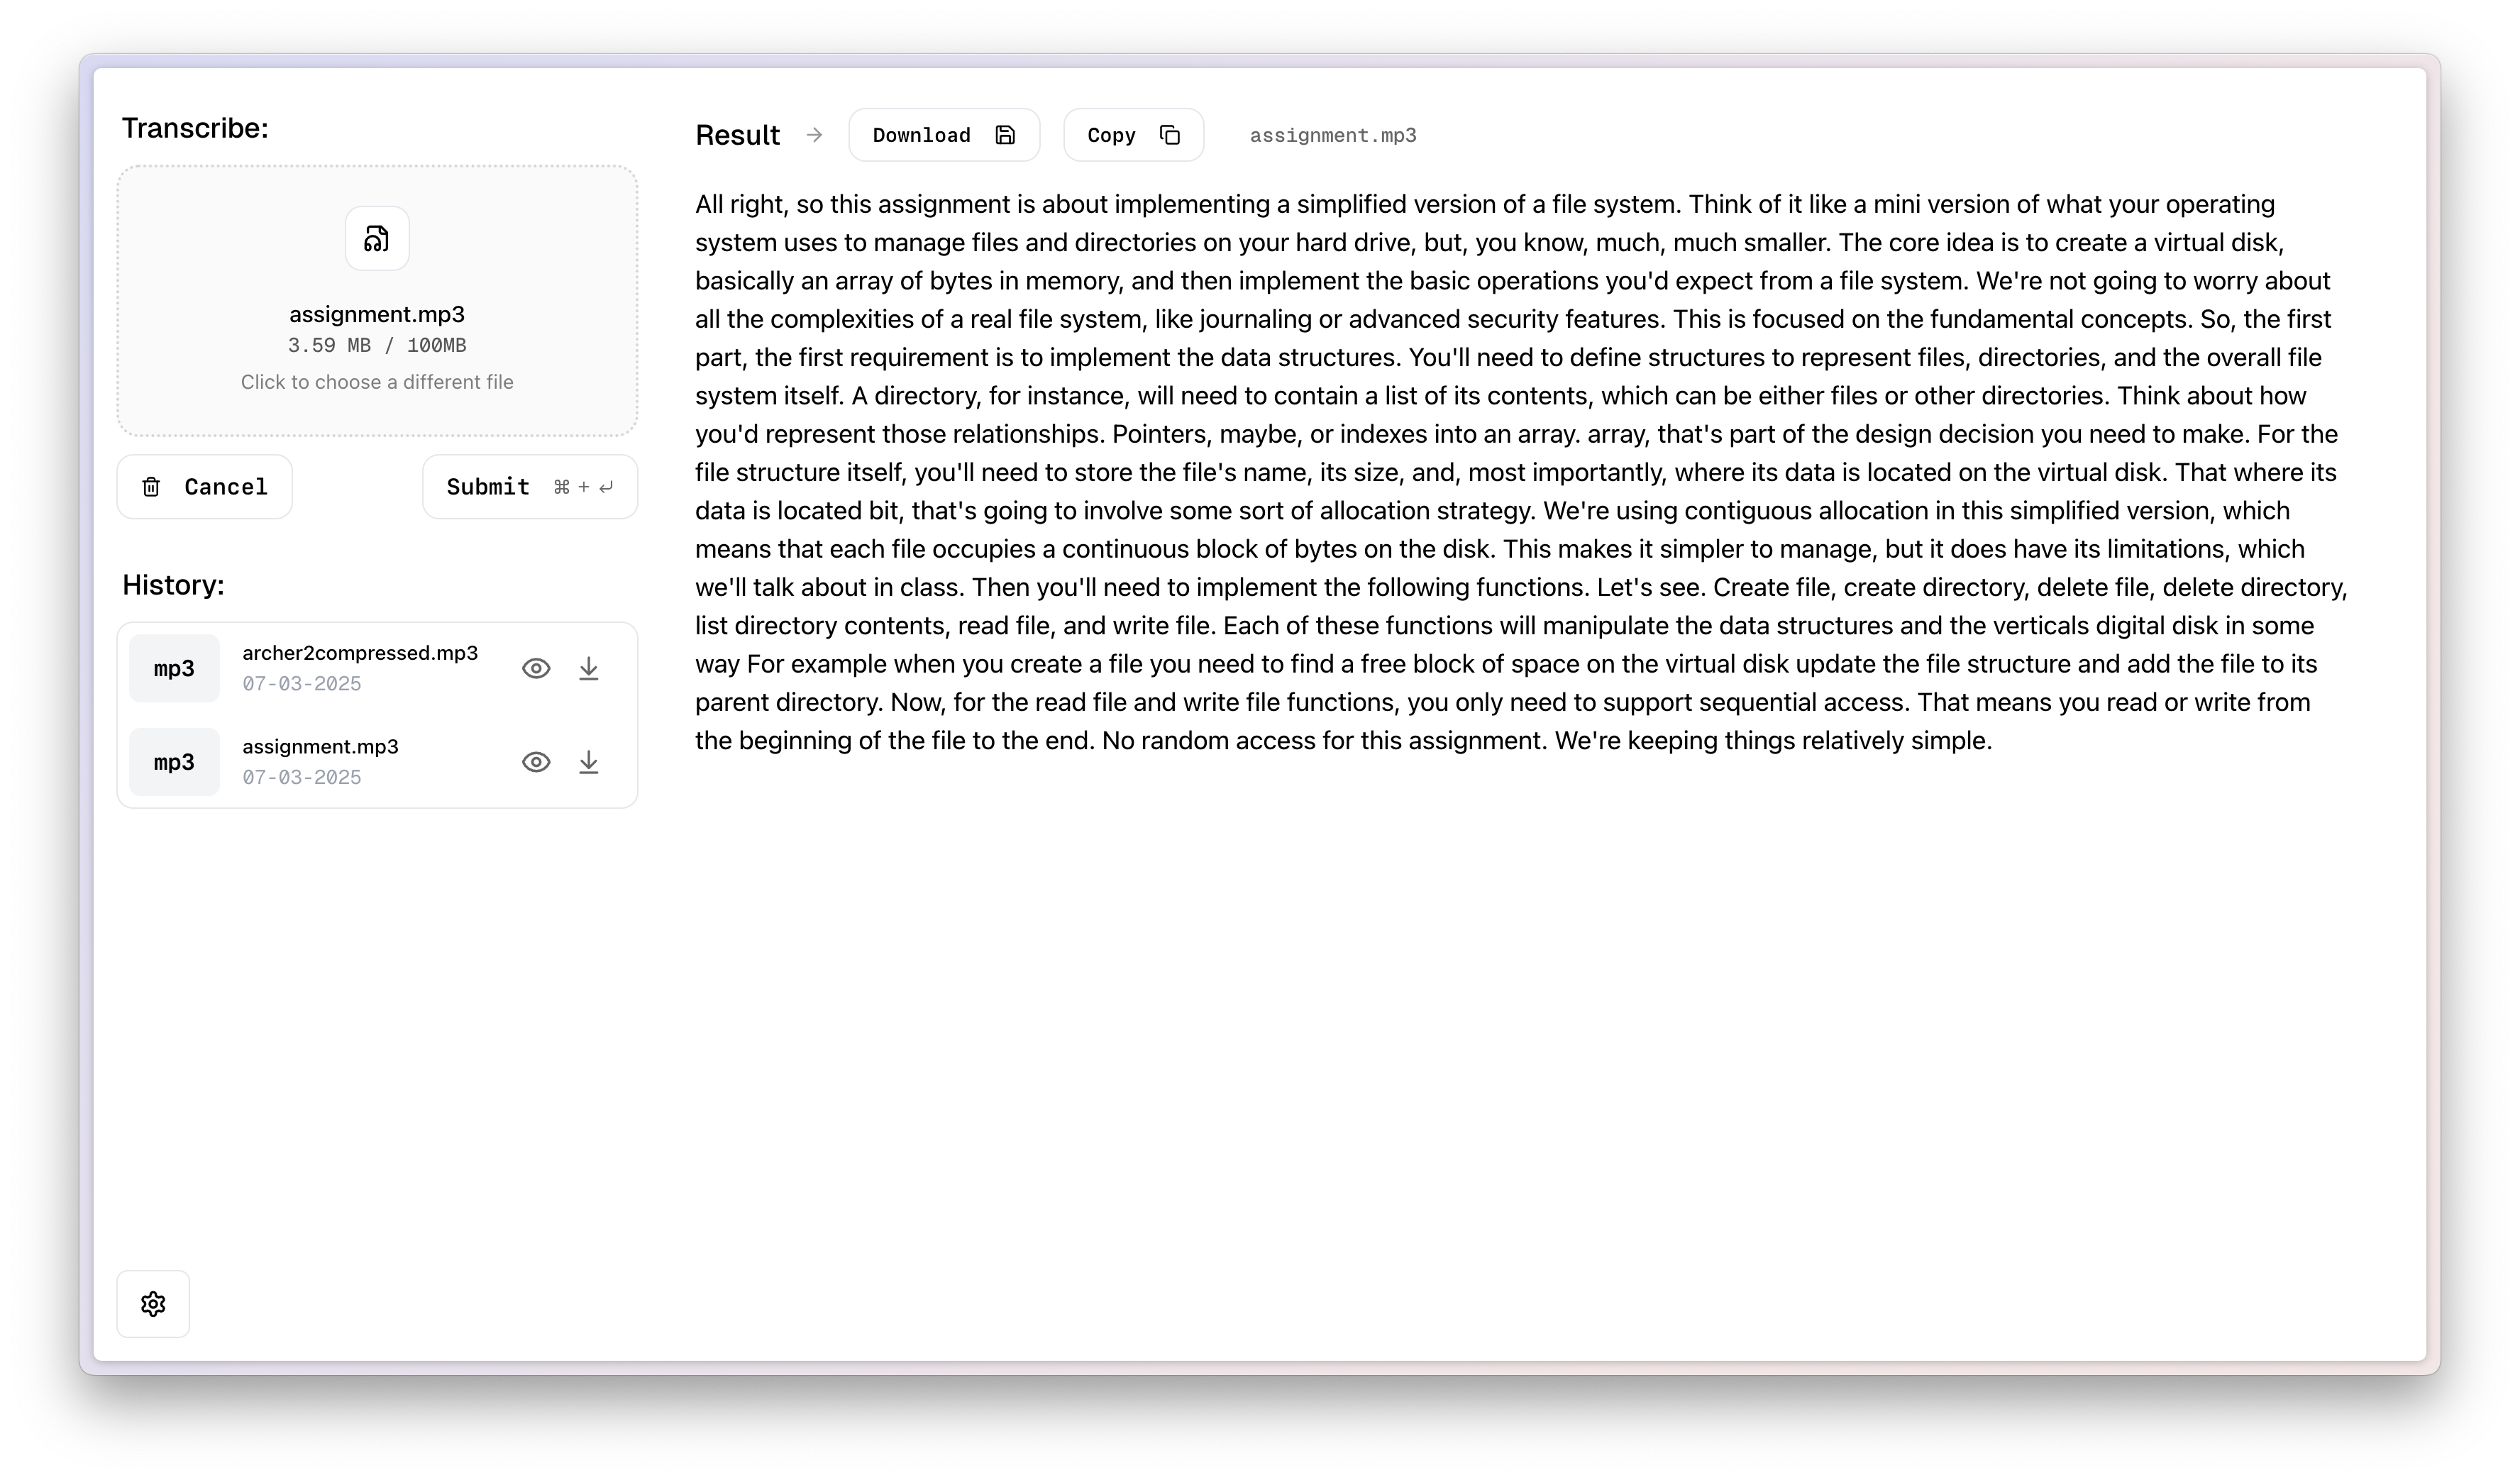 Transcribe:
assignment.mp3
3.59 MB / 100MB
Click to choose a different file
Cancel
Submit ⌘ + ↵
History:
mp3
archer2compressed.mp3
07-03-2025
mp3
assignment.mp3
07-03-2025
Result → Download Copy assignment.mp3
All right, so this assignment is about implementing a simplified version of a file system. Think of it like a mini version of what your operating
system uses to manage files and directories on your hard drive, but, you know, much, much smaller. The core idea is to create a virtual disk,
basically an array of bytes in memory, and then implement the basic operations you'd expect from a file system. We're not going to worry about
all the complexities of a real file system, like journaling or advanced security features. This is focused on the fundamental concepts. So, the first
part, the first requirement is to implement the data structures. You'll need to define structures to represent files, directories, and the overall file
system itself. A directory, for instance, will need to contain a list of its contents, which can be either files or other directories. Think about how
you'd represent those relationships. Pointers, maybe, or indexes into an array. array, that's part of the design decision you need to make. For the
file structure itself, you'll need to store the file's name, its size, and, most importantly, where its data is located on the virtual disk. That where its
data is located bit, that's going to involve some sort of allocation strategy. We're using contiguous allocation in this simplified version, which
means that each file occupies a continuous block of bytes on the disk. This makes it simpler to manage, but it does have its limitations, which
we'll talk about in class. Then you'll need to implement the following functions. Let's see. Create file, create directory, delete file, delete directory,
list directory contents, read file, and write file. Each of these functions will manipulate the data structures and the verticals digital disk in some
way For example when you create a file you need to find a free block of space on the virtual disk update the file structure and add the file to its
parent directory. Now, for the read file and write file functions, you only need to support sequential access. That means you read or write from
the beginning of the file to the end. No random access for this assignment. We're keeping things relatively simple.